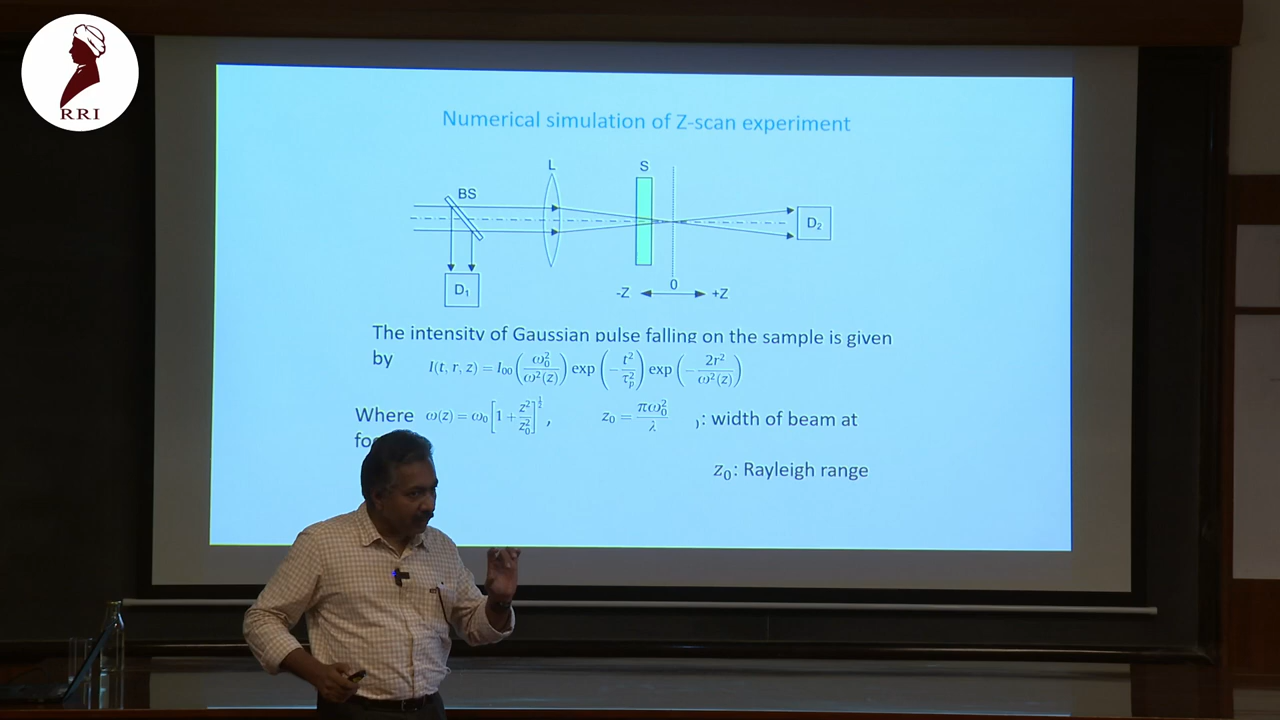 RRI
Numerical simulation of Z-scan experiment
L
S
BS
D₂
D₁
-Z
0
+Z
The intensity of Gaussian pulse falling on the sample is given
by I(t, r, z) = I₀₀(ω₀²/ω²(z)) exp(−t²/τₚ²) exp(−2r²/ω²(z))
Where ω(z) = ω₀[1 + z²/z₀²]^½, z₀ = πω₀²/λ : width of beam at
z₀: Rayleigh range